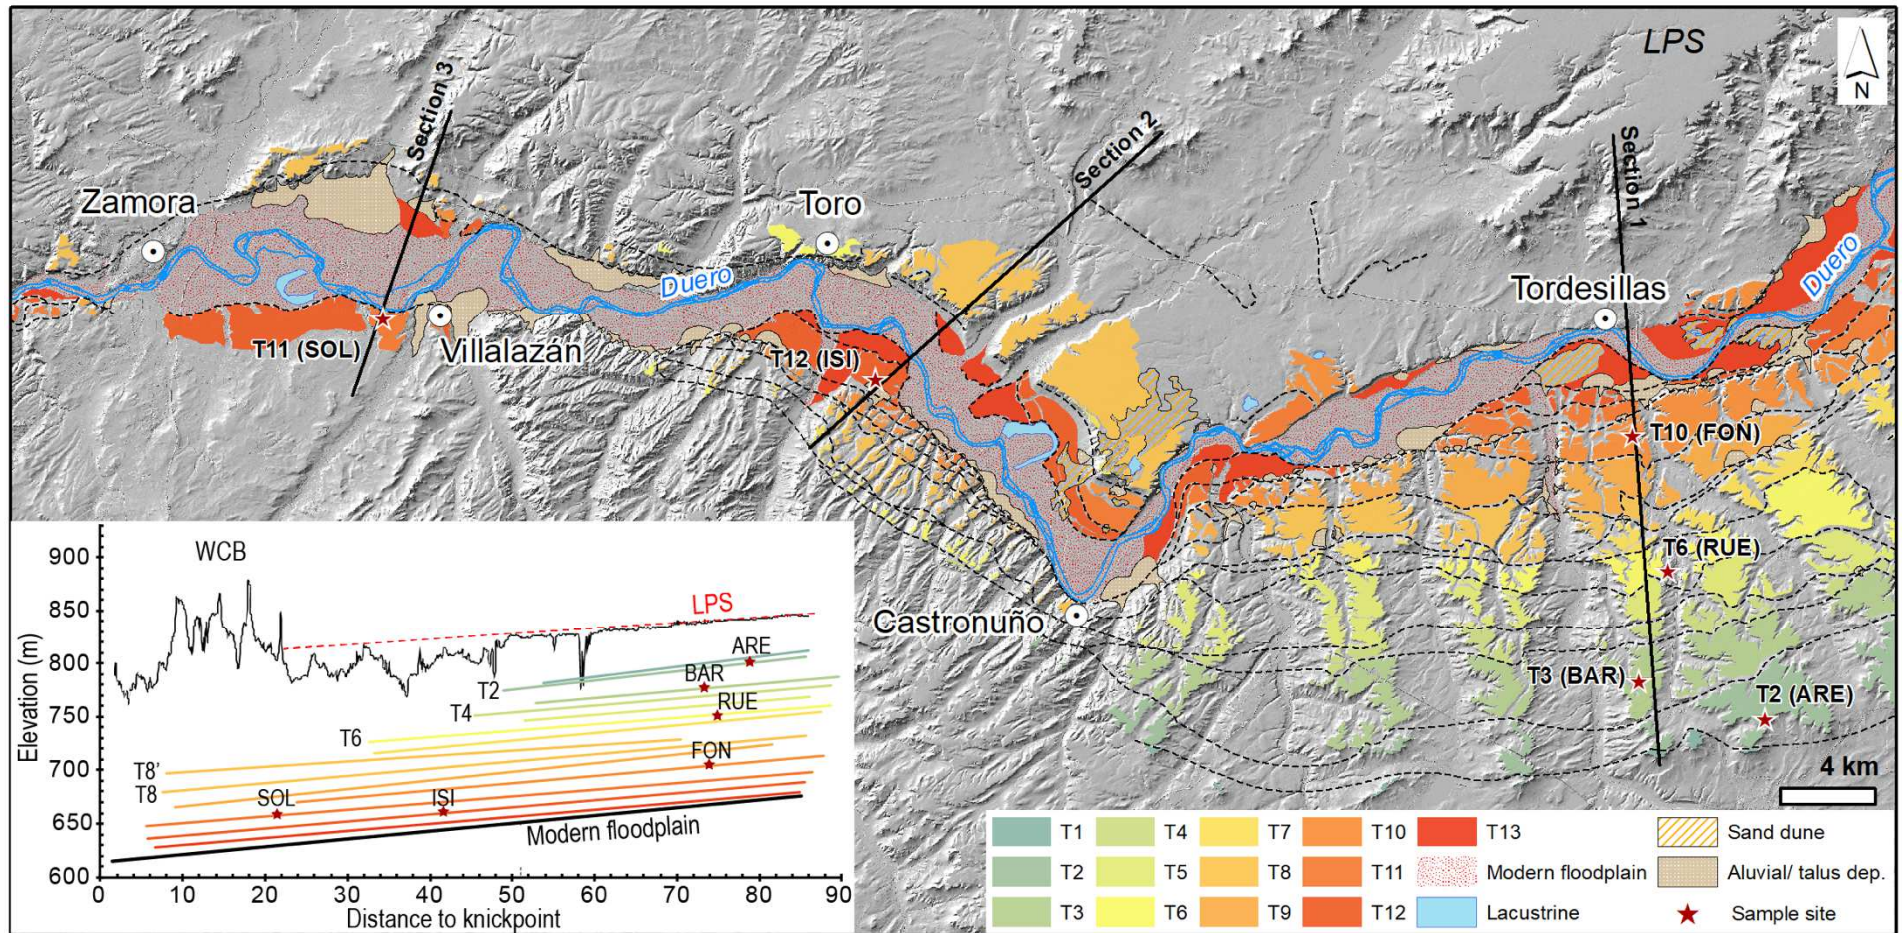 LPS
N
Section 3
Section 2
Section 1
Zamora
Toro
Duero
Tordesillas
Duero
T11 (SOL)
Villalazán
T12 (ISI)
T10 (FON)
T6 (RUE)
Castronuño
T3 (BAR)
T2 (ARE)
4 km
900
850
800
750
700
650
600
Elevation (m)
WCB
LPS
ARE
BAR
T2
RUE
T4
T6
FON
T8’
T8
SOL
ISI
Modern floodplain
0 10 20 30 40 50 60 70 80 90
Distance to knickpoint
T1 T4 T7 T10 T13 Sand dune
T2 T5 T8 T11 Modern floodplain Aluvial/ talus dep.
T3 T6 T9 T12 Lacustrine Sample site